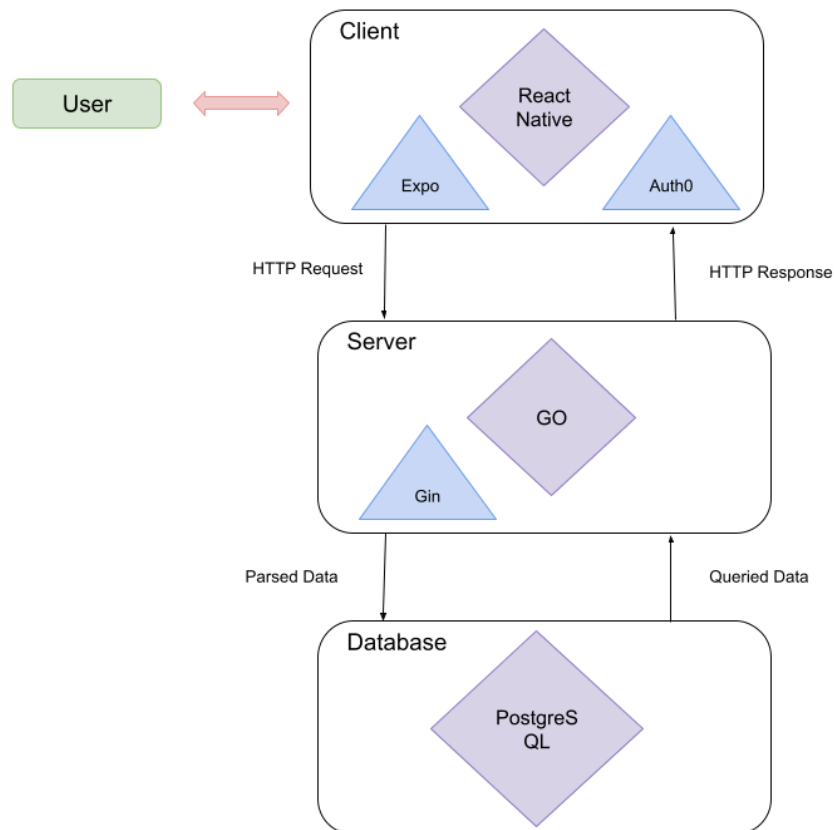 Client
User
React
Native
Expo
Auth0
HTTP Request
HTTP Response
Server
GO
Gin
Parsed Data
Queried Data
Database
PostgreS
QL